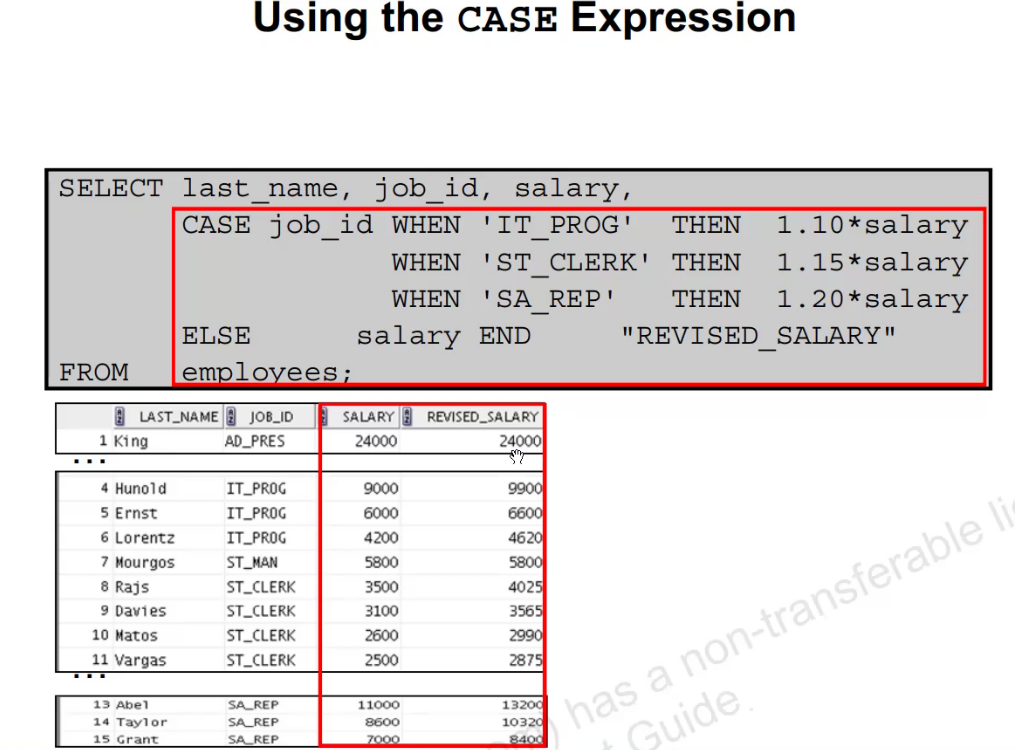 Using the CASE Expression
SELECT last_name, job_id, salary,
CASE job_id WHEN 'IT_PROG' THEN 1.10*salary
WHEN 'ST_CLERK' THEN 1.15*salary
WHEN 'SA_REP' THEN 1.20*salary
ELSE salary END "REVISED_SALARY"
FROM employees;
LAST_NAME JOB_ID SALARY REVISED_SALARY
1 King AD_PRES 24000 24000
...
4 Hunold IT_PROG 9000 9900
5 Ernst IT_PROG 6000 6600
6 Lorentz IT_PROG 4200 4620
7 Mourgos ST_MAN 5800 5800
8 Rajs ST_CLERK 3500 4025
9 Davies ST_CLERK 3100 3565
10 Matos ST_CLERK 2600 2990
11 Vargas ST_CLERK 2500 2875
...
13 Abel SA_REP 11000 13200
14 Taylor SA_REP 8600 10320
15 Grant SA_REP 7000 8400
has a non-transferable
Guide.